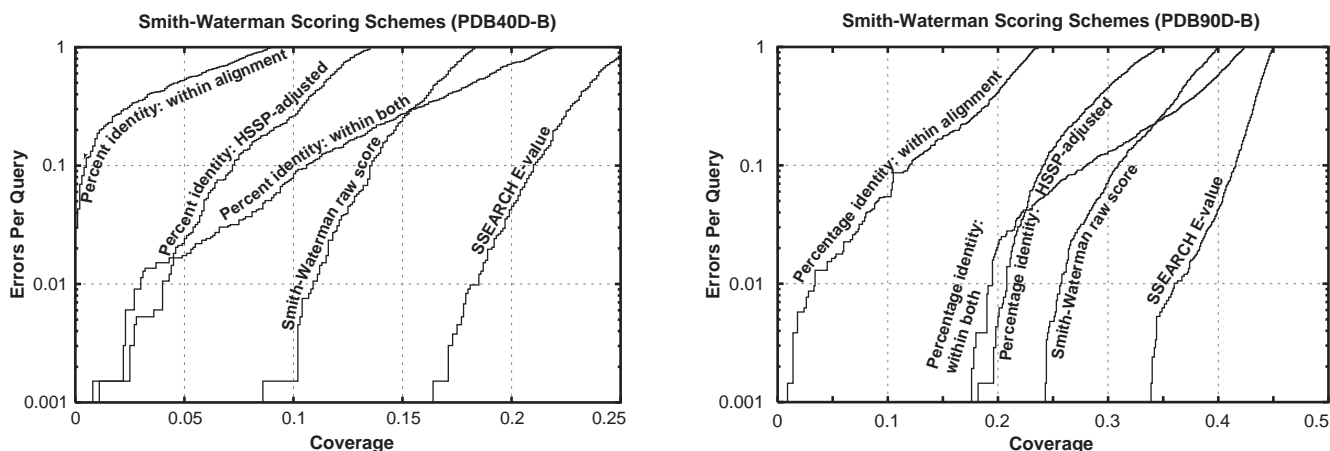 Smith-Waterman Scoring Schemes (PDB40D-B)
Errors Per Query
1
0.1
0.01
0.001
Percent identity: within alignment
Percent identity: HSSP-adjusted
Percent identity: within both
Smith-Waterman raw score
SSEARCH E-value
0 0.05 0.1 0.15 0.2 0.25
Coverage
Smith-Waterman Scoring Schemes (PDB90D-B)
Errors Per Query
1
0.1
0.01
0.001
Percentage identity: within alignment
Percentage identity:
within both
Percentage identity: HSSP-adjusted
Smith-Waterman raw score
SSEARCH E-value
0 0.1 0.2 0.3 0.4 0.5
Coverage